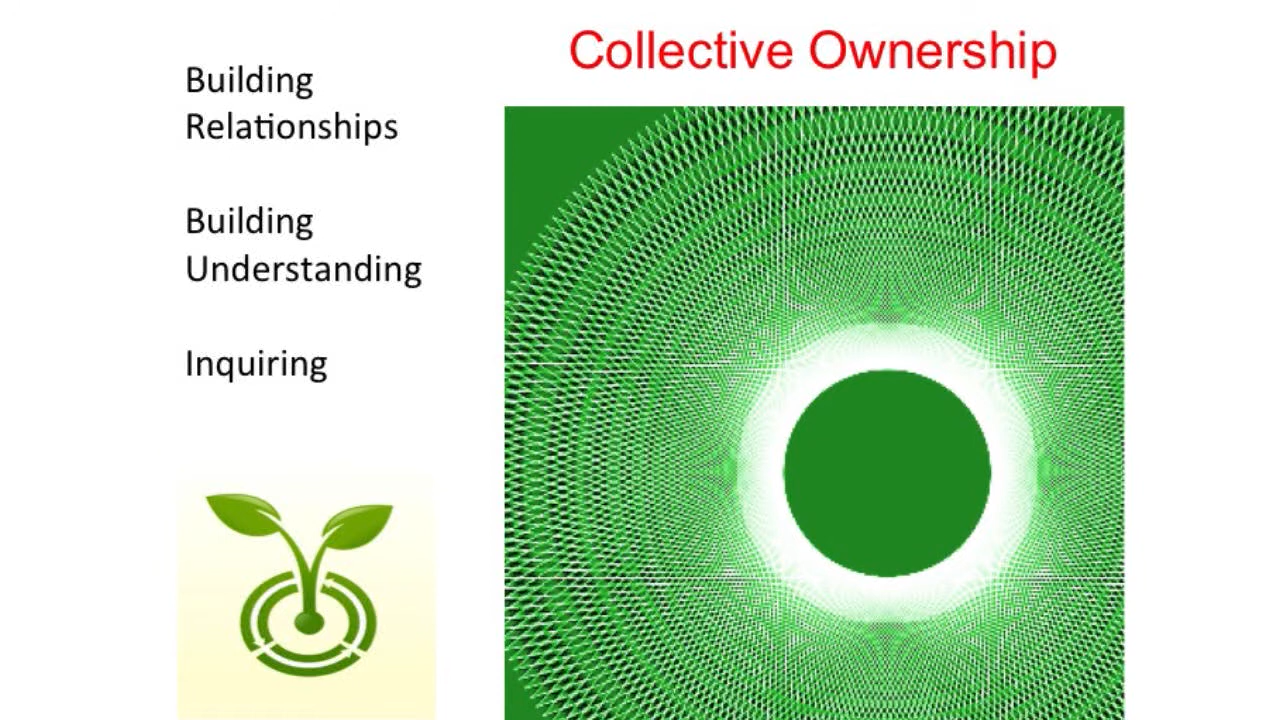 Collective Ownership
Building
Relationships
Building
Understanding
Inquiring